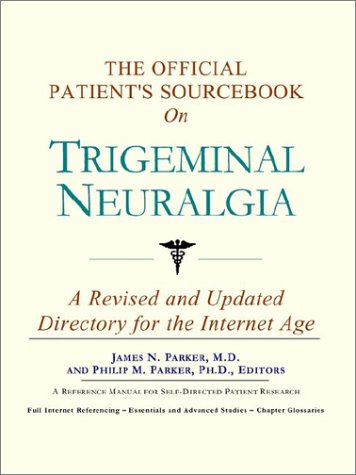 THE OFFICIAL
PATIENT'S SOURCEBOOK
On
TRIGEMINAL
NEURALGIA
A Revised and Updated
Directory for the Internet Age
JAMES N. PARKER, M.D.
AND PHILIP M. PARKER, PH.D., EDITORS
A REFERENCE MANUAL FOR SELF-DIRECTED PATIENT RESEARCH
Full Internet Referencing – Essentials and Advanced Studies – Chapter Glossaries